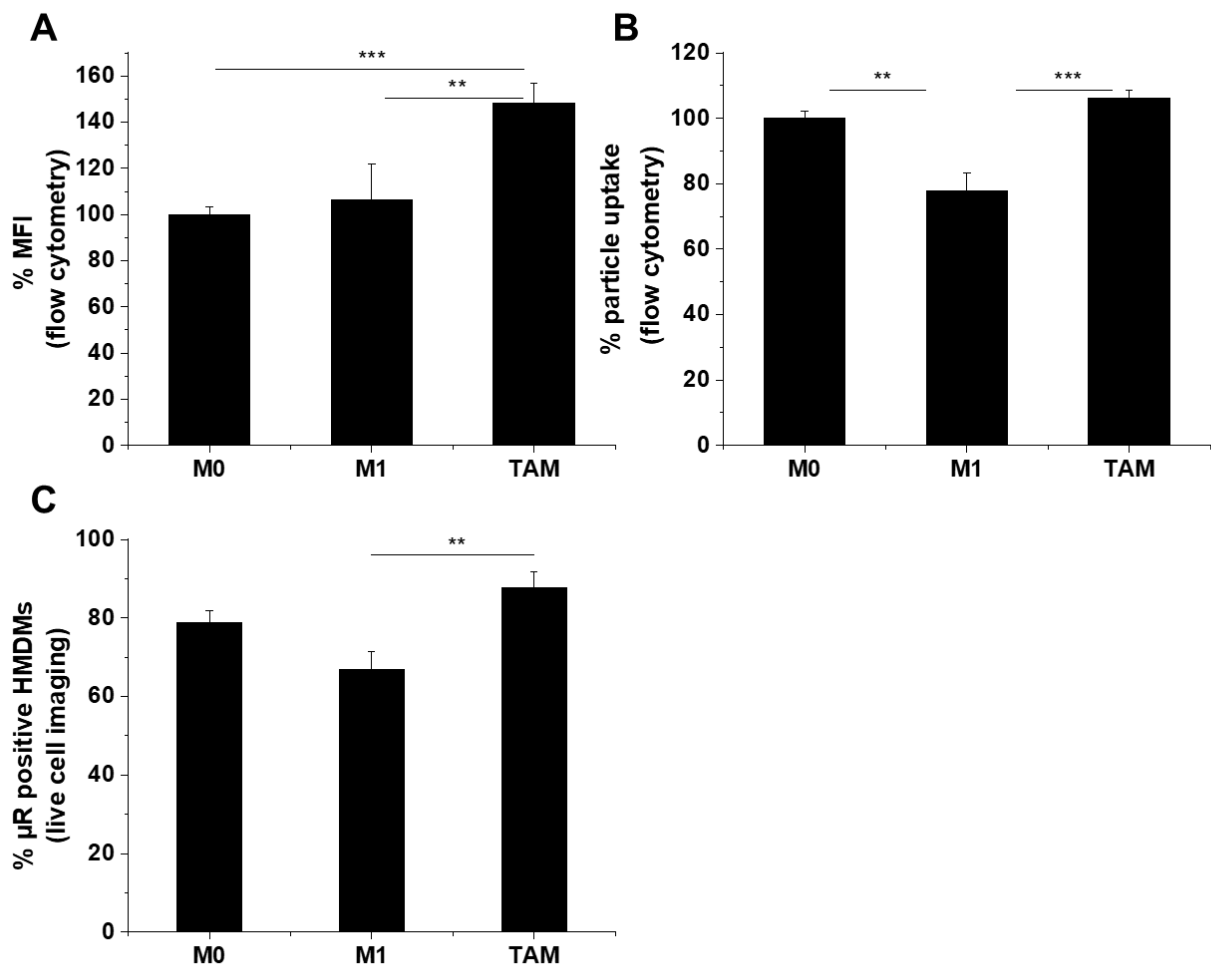 A
% MFI
(flow cytometry)
160
140
120
100
80
60
40
20
0
***
**
M0 M1 TAM
B
% particle uptake
(flow cytometry)
120
100
80
60
40
20
0
** ***
M0 M1 TAM
C
% µR positive HMDMs
(live cell imaging)
100
80
60
40
20
0
**
M0 M1 TAM